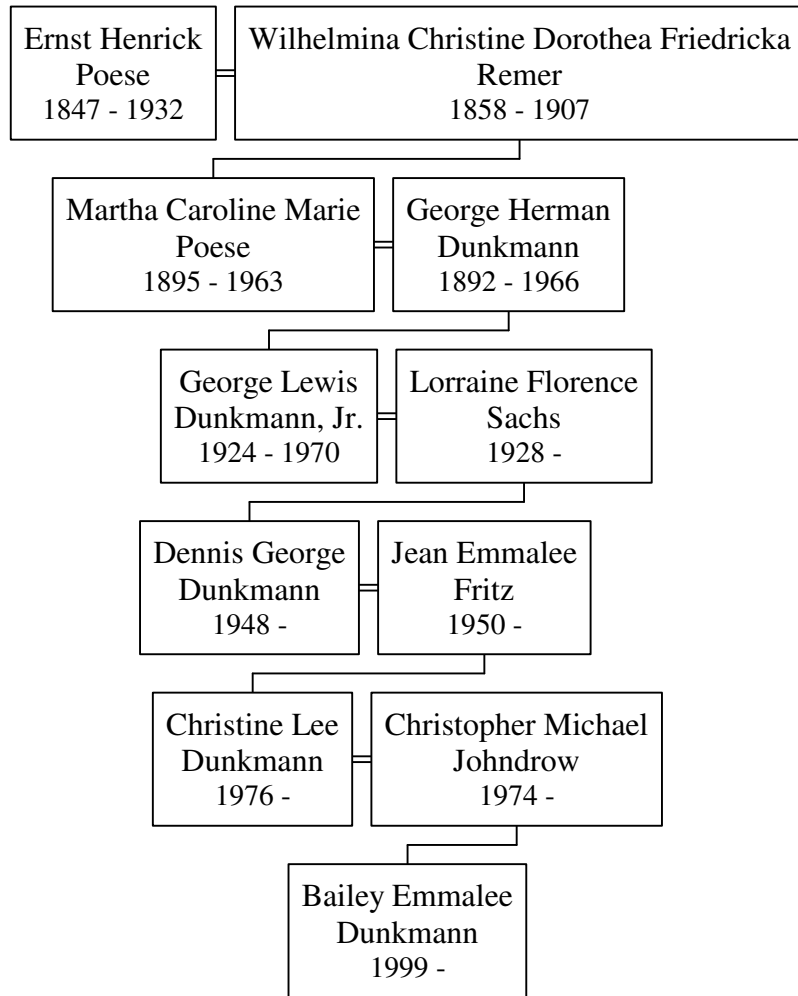 Ernst Henrick
Poese
1847 - 1932
Wilhelmina Christine Dorothea Friedricka
Remer
1858 - 1907
Martha Caroline Marie
Poese
1895 - 1963
George Herman
Dunkmann
1892 - 1966
George Lewis
Dunkmann, Jr.
1924 - 1970
Lorraine Florence
Sachs
1928 -
Dennis George
Dunkmann
1948 -
Jean Emmalee
Fritz
1950 -
Christine Lee
Dunkmann
1976 -
Christopher Michael
Johndrow
1974 -
Bailey Emmalee
Dunkmann
1999 -